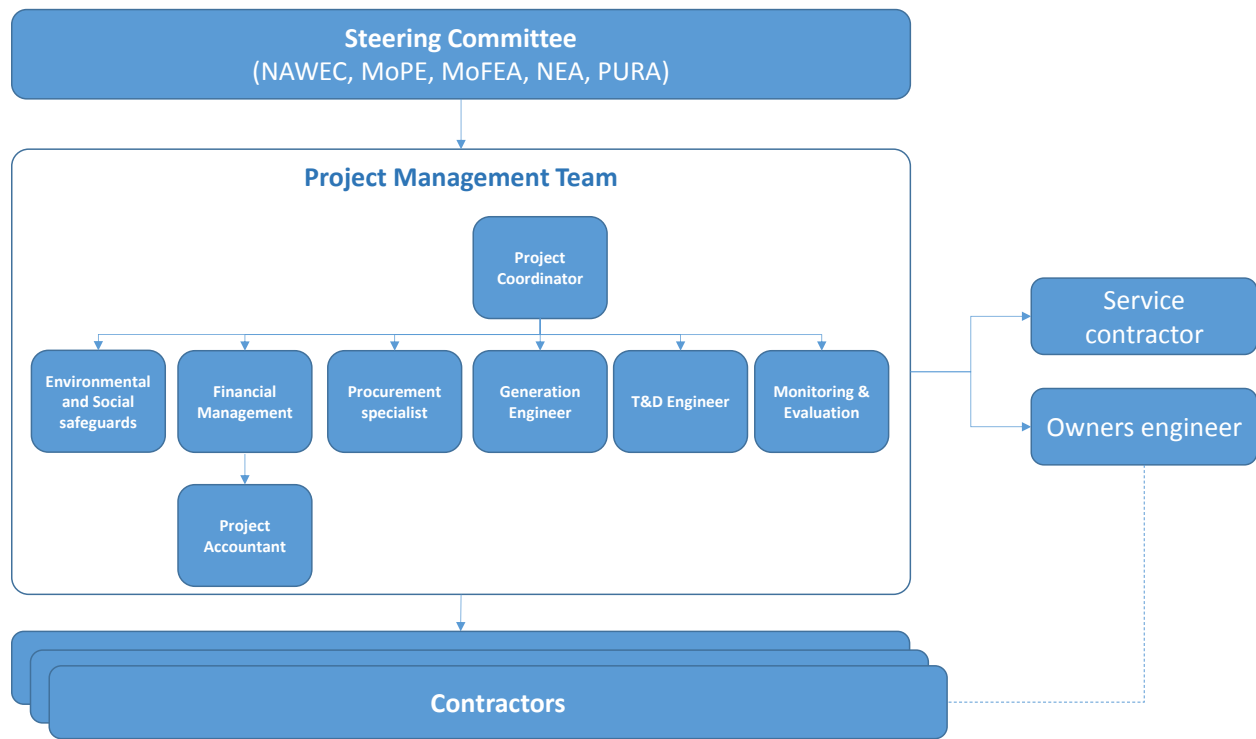 Steering Committee
(NAWEC, MoPE, MoFEA, NEA, PURA)
Project Management Team
Project
Coordinator
Environmental
and Social
safeguards
Financial
Management
Procurement
specialist
Generation
Engineer
T&D Engineer
Monitoring &
Evaluation
Project
Accountant
Service
contractor
Owners engineer
Contractors